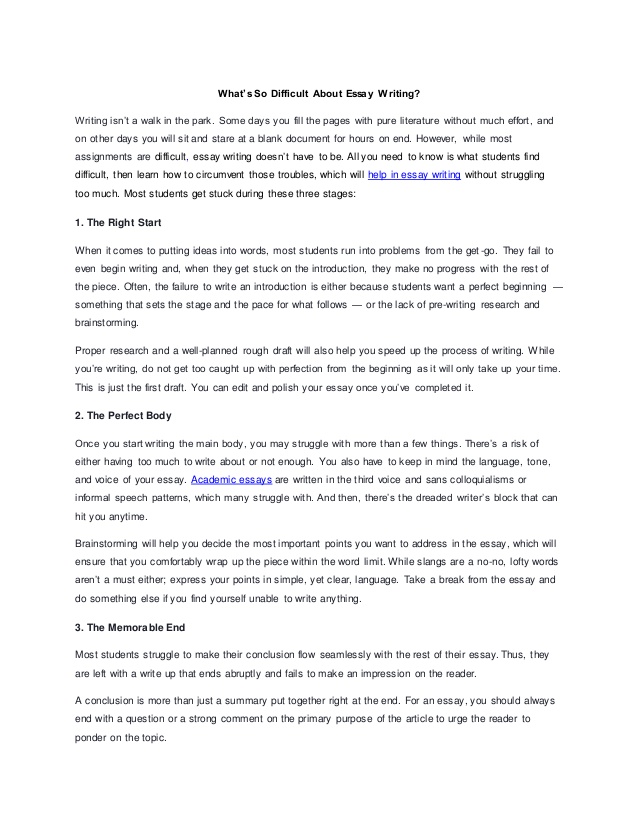 What's So Difficult About Essay Writing?
Writing isn't a walk in the park. Some days you fill the pages with pure literature without much effort, and
on other days you will sit and stare at a blank document for hours on end. However, while most
assignments are difficult, essay writing doesn't have to be. All you need to know is what students find
difficult, then learn how to circumvent those troubles, which will help in essay writing without struggling
too much. Most students get stuck during these three stages:
1. The Right Start
When it comes to putting ideas into words, most students run into problems from the get-go. They fail to
even begin writing and, when they get stuck on the introduction, they make no progress with the rest of
the piece. Often, the failure to write an introduction is either because students want a perfect beginning —
something that sets the stage and the pace for what follows — or the lack of pre-writing research and
brainstorming.
Proper research and a well-planned rough draft will also help you speed up the process of writing. While
you're writing, do not get too caught up with perfection from the beginning as it will only take up your time.
This is just the first draft. You can edit and polish your essay once you've completed it.
2. The Perfect Body
Once you start writing the main body, you may struggle with more than a few things. There's a risk of
either having too much to write about or not enough. You also have to keep in mind the language, tone,
and voice of your essay. Academic essays are written in the third voice and sans colloquialisms or
informal speech patterns, which many struggle with. And then, there's the dreaded writer's block that can
hit you anytime.
Brainstorming will help you decide the most important points you want to address in the essay, which will
ensure that you comfortably wrap up the piece within the word limit. While slangs are a no-no, lofty words
aren't a must either; express your points in simple, yet clear, language. Take a break from the essay and
do something else if you find yourself unable to write anything.
3. The Memorable End
Most students struggle to make their conclusion flow seamlessly with the rest of their essay. Thus, they
are left with a write up that ends abruptly and fails to make an impression on the reader.
A conclusion is more than just a summary put together right at the end. For an essay, you should always
end with a question or a strong comment on the primary purpose of the article to urge the reader to
ponder on the topic.